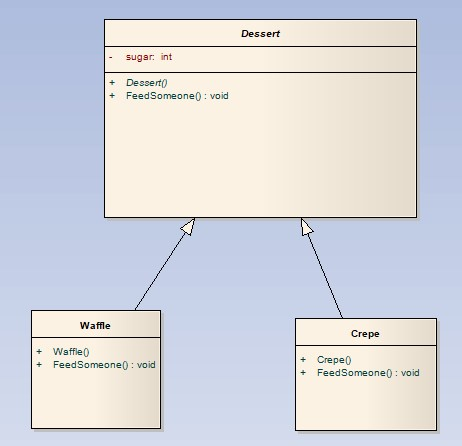 Dessert
- sugar: int
+ Dessert()
+ FeedSomeone() : void
Waffle
+ Waffle()
+ FeedSomeone() : void
Crepe
+ Crepe()
+ FeedSomeone() : void